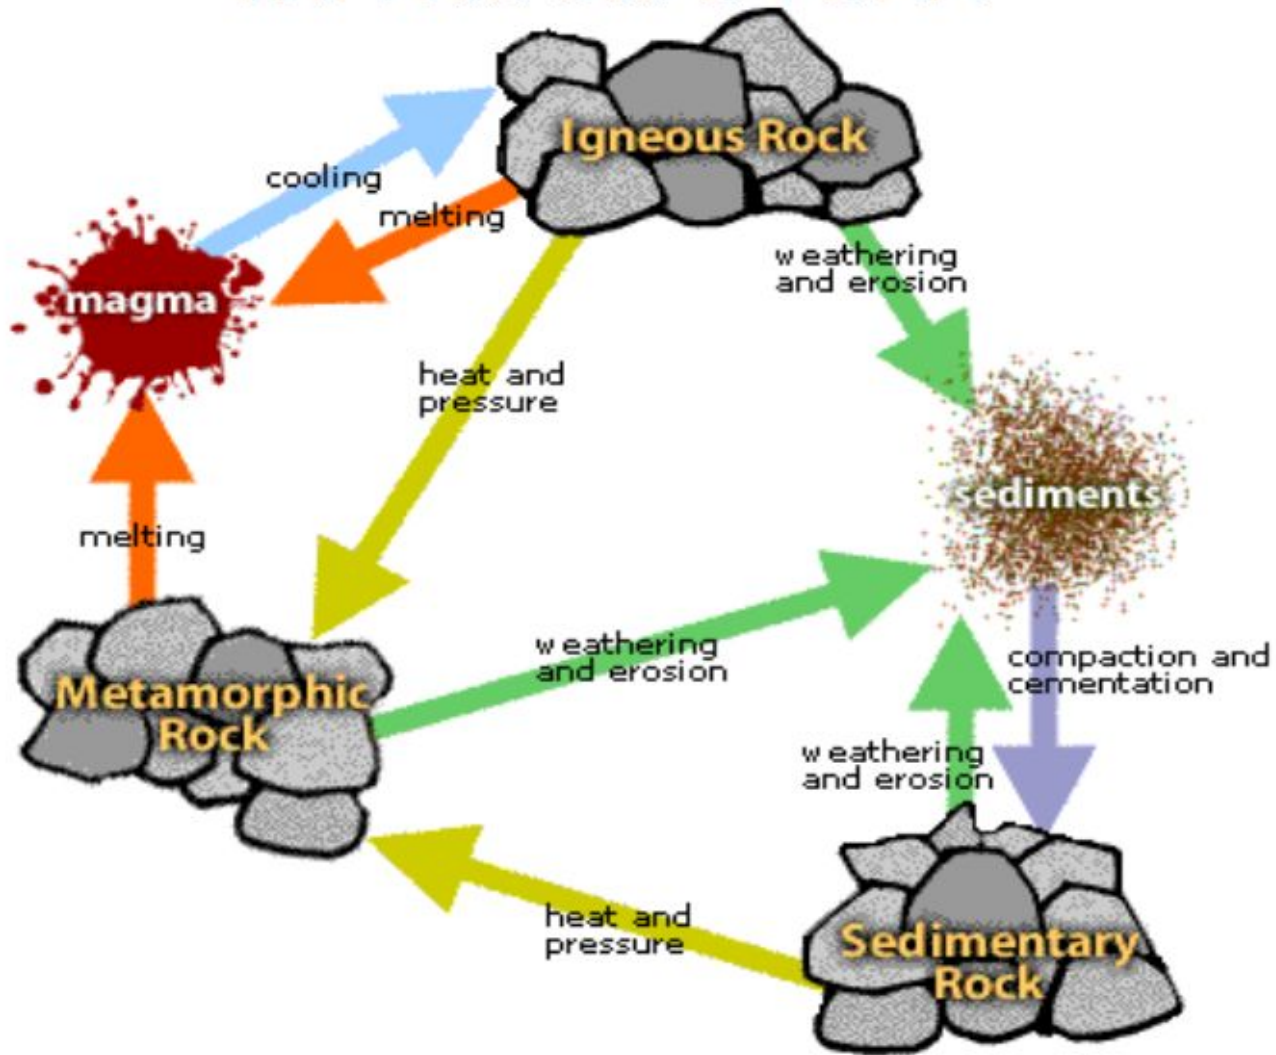 Igneous Rock
cooling
melting
weathering
and erosion
magma
heat and
pressure
sediments
melting
weathering
and erosion
compaction and
cementation
Metamorphic
Rock
weathering
and erosion
heat and
pressure
Sedimentary
Rock